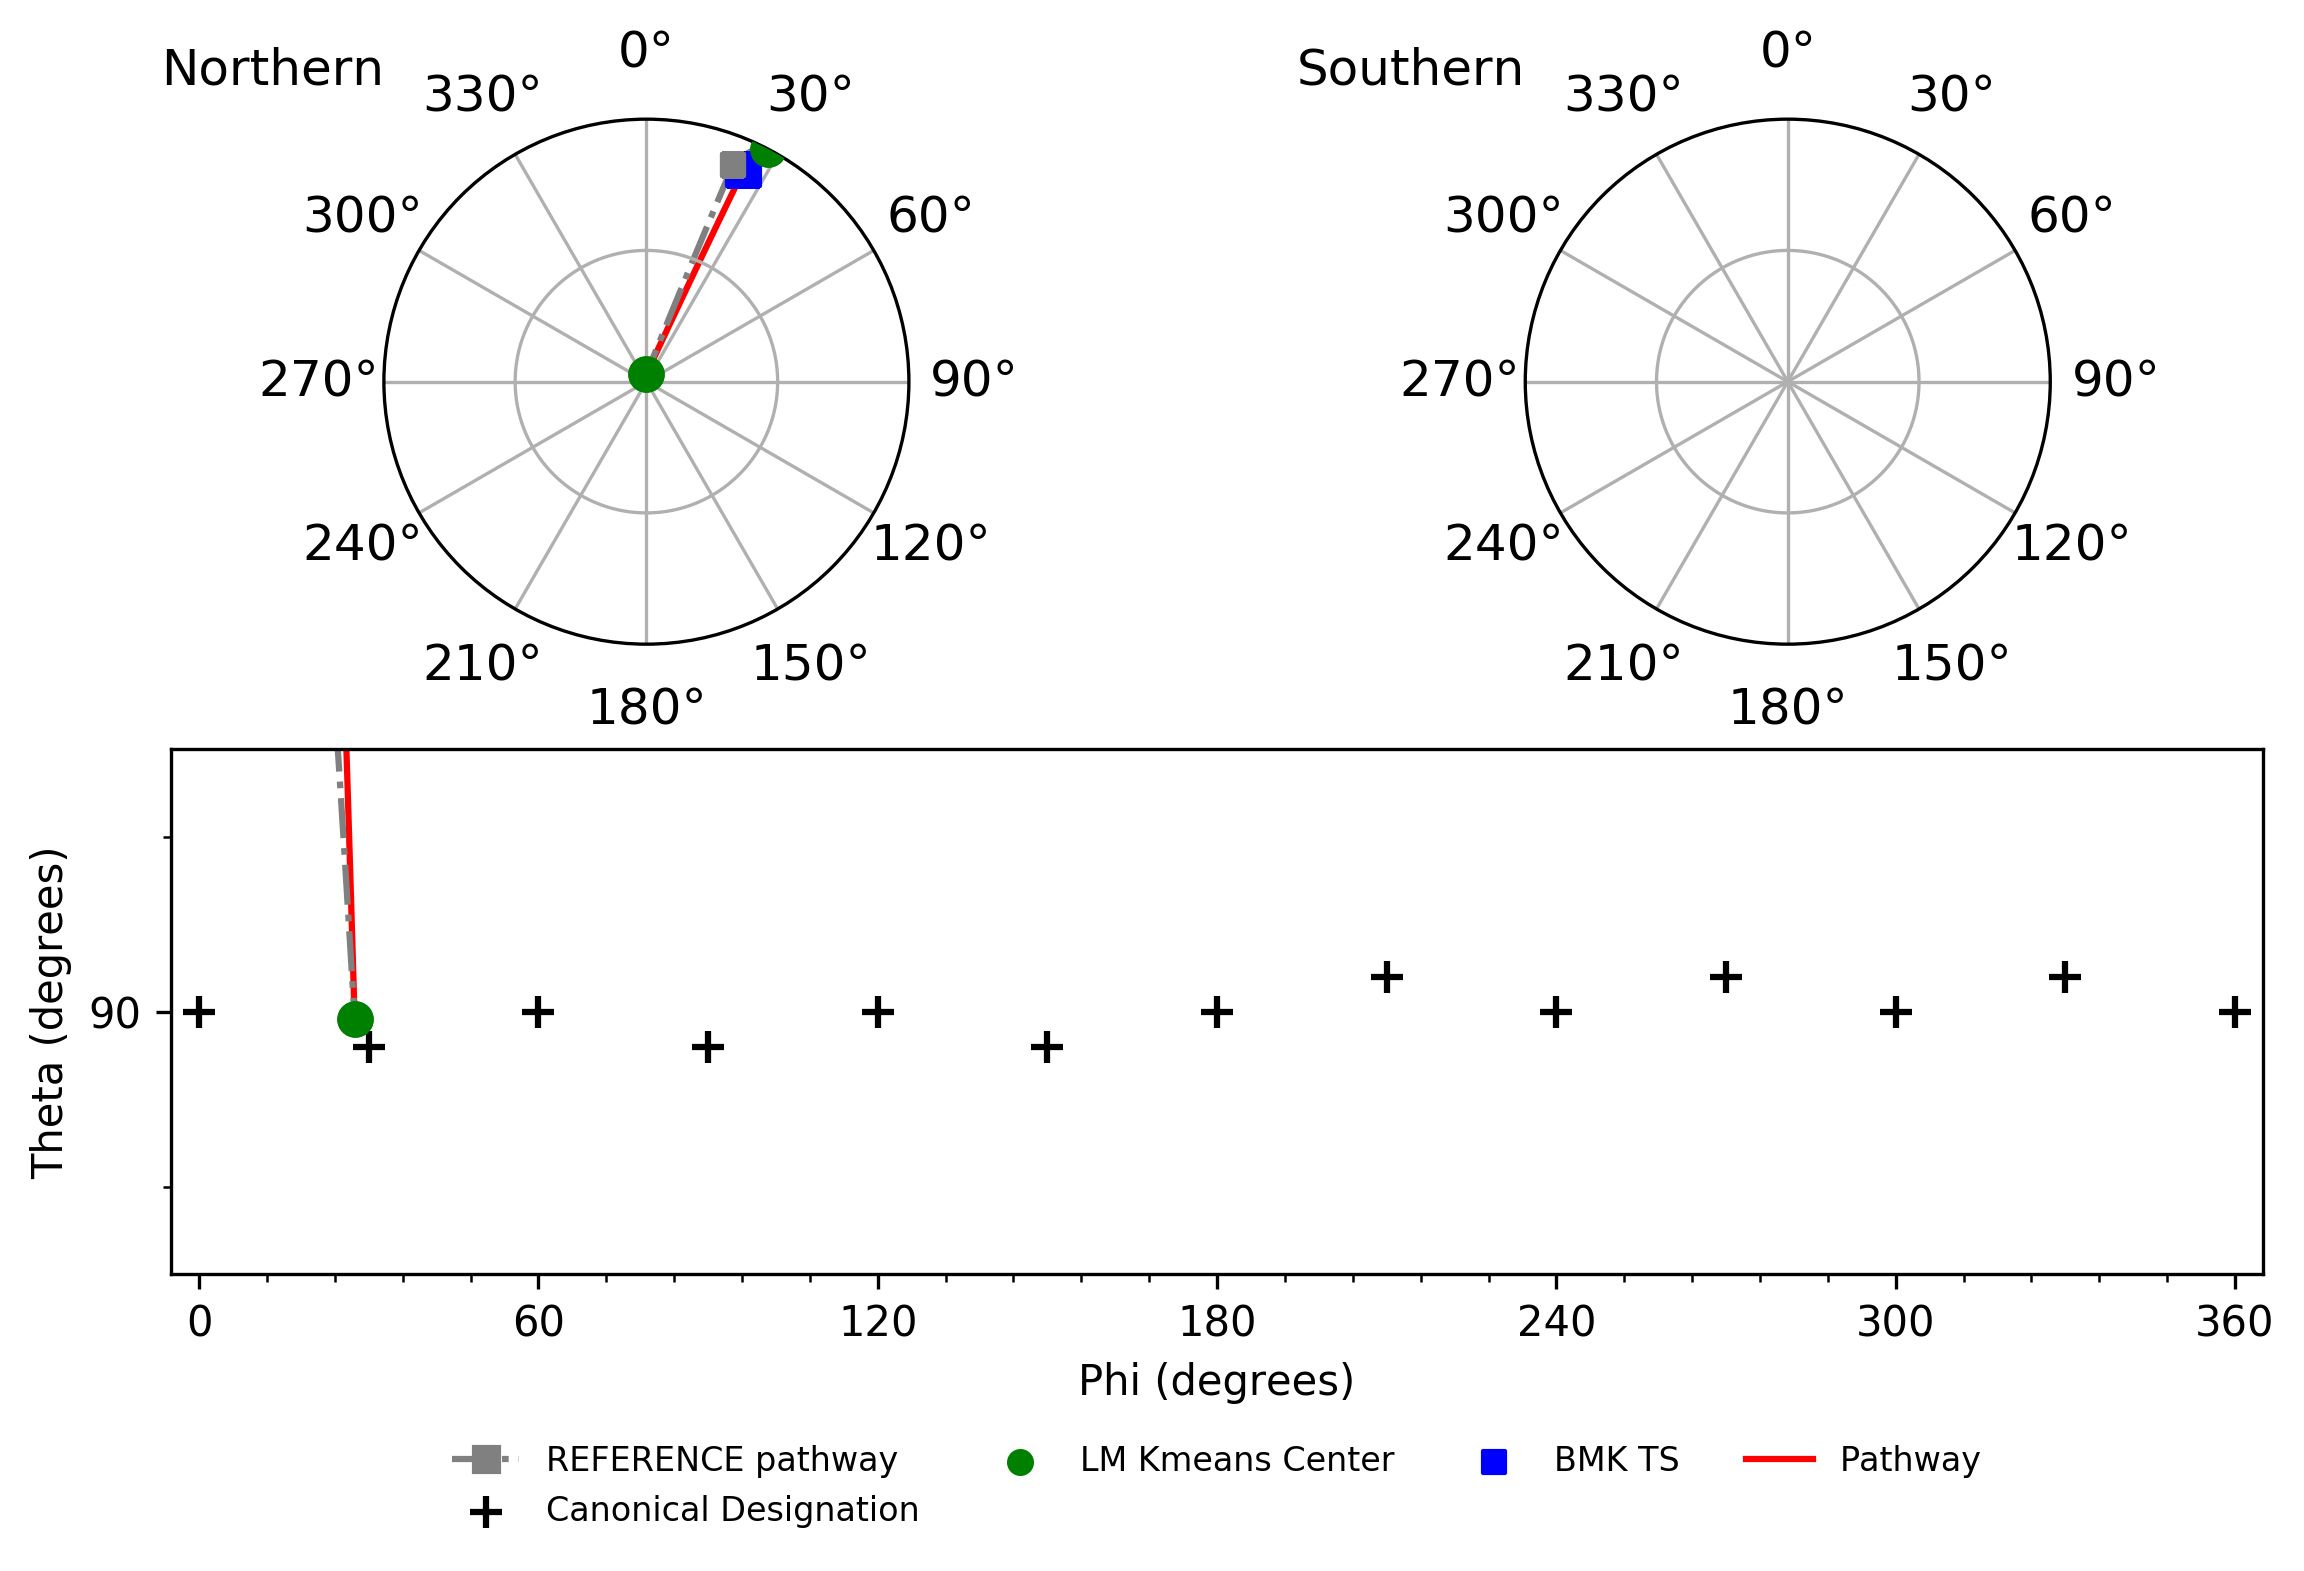 Northern
0°
30°
60°
90°
120°
150°
180°
210°
240°
270°
300°
330°
Southern
0°
30°
60°
90°
120°
150°
180°
210°
240°
270°
300°
330°
Theta (degrees)
90
0 60 120 180 240 300 360
Phi (degrees)
REFERENCE pathway
Canonical Designation
LM Kmeans Center
BMK TS
Pathway